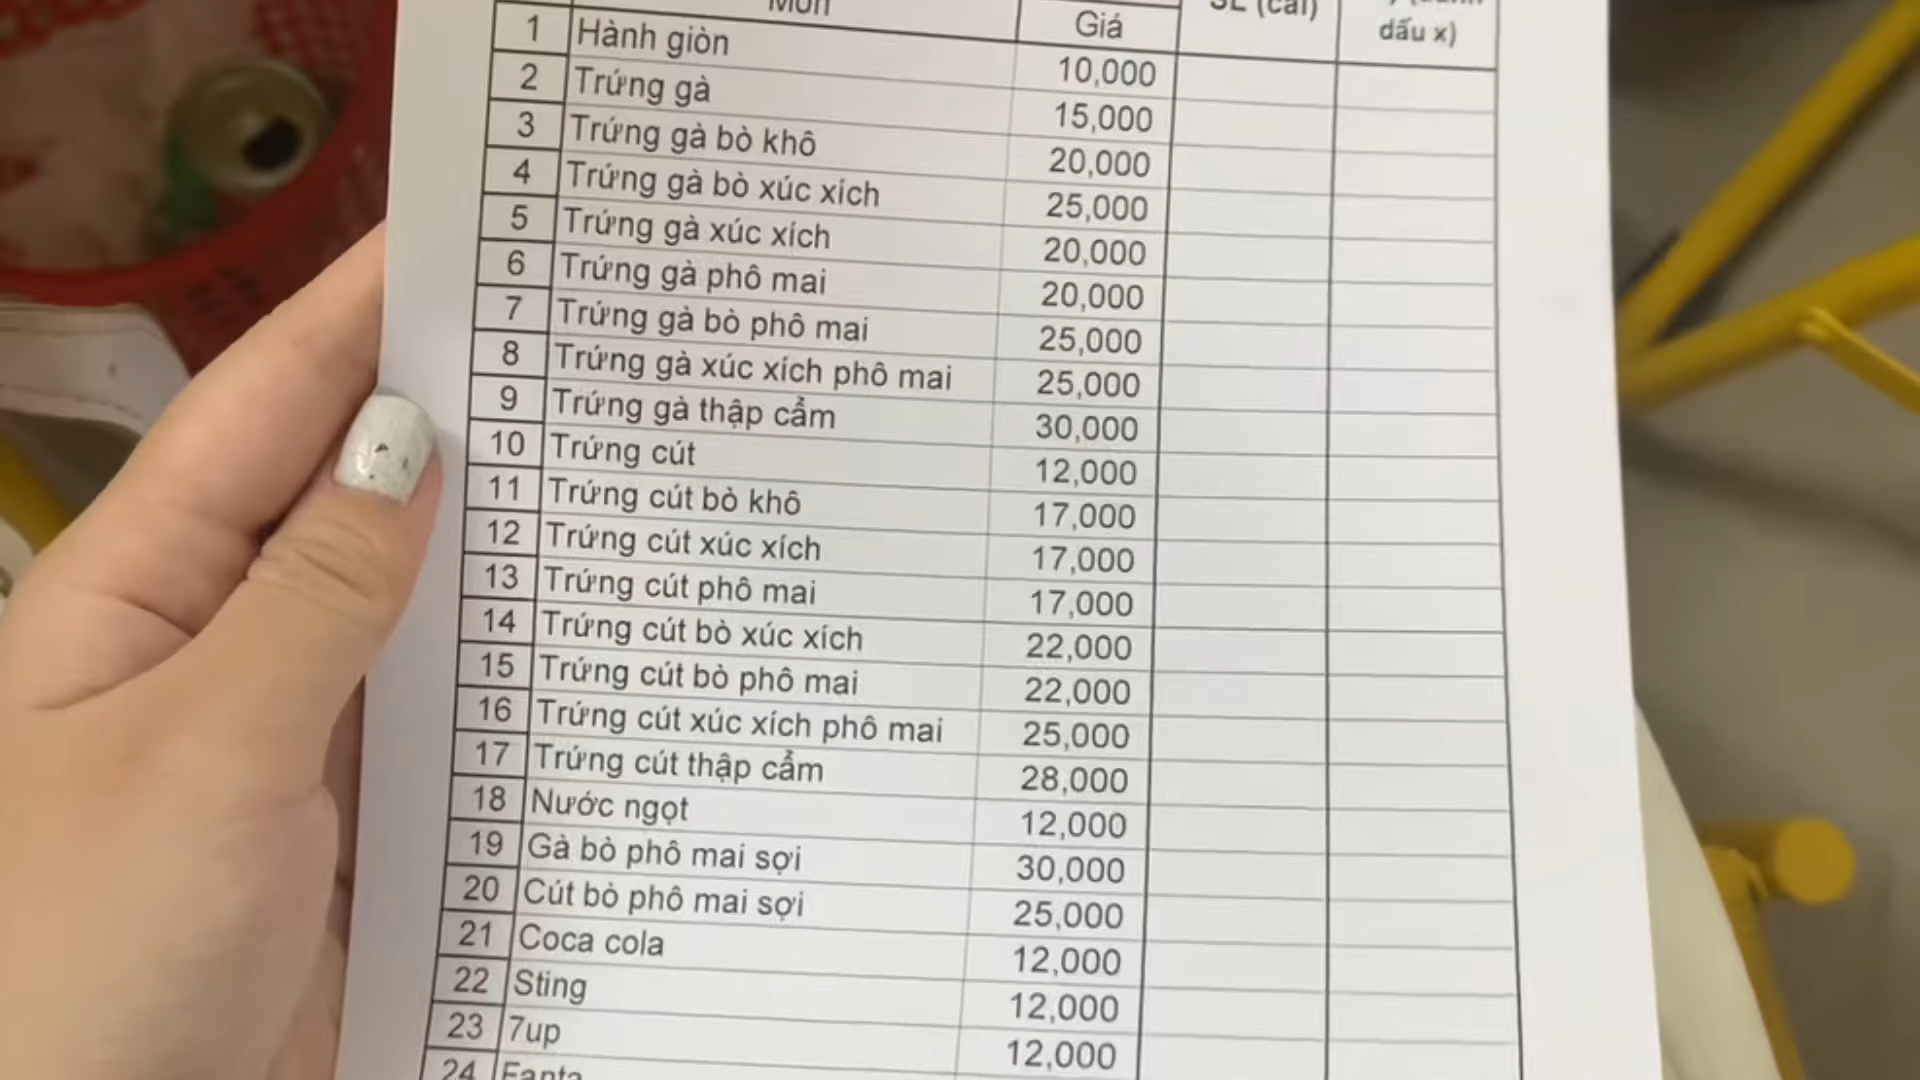 Món Giá SL (cái) dấu x)
1 Hành giòn 10,000
2 Trứng gà 15,000
3 Trứng gà bò khô 20,000
4 Trứng gà bò xúc xích 25,000
5 Trứng gà xúc xích 20,000
6 Trứng gà phô mai 20,000
7 Trứng gà bò phô mai 25,000
8 Trứng gà xúc xích phô mai 25,000
9 Trứng gà thập cẩm 30,000
10 Trứng cút 12,000
11 Trứng cút bò khô 17,000
12 Trứng cút xúc xích 17,000
13 Trứng cút phô mai 17,000
14 Trứng cút bò xúc xích 22,000
15 Trứng cút bò phô mai 22,000
16 Trứng cút xúc xích phô mai 25,000
17 Trứng cút thập cẩm 28,000
18 Nước ngọt 12,000
19 Gà bò phô mai sợi 30,000
20 Cút bò phô mai sợi 25,000
21 Coca cola 12,000
22 Sting 12,000
23 7up 12,000
24 Fanta